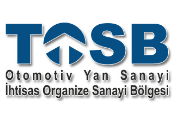 TOSB
Otomotiv Yan Sanayi
İhtisas Organize Sanayi Bölgesi